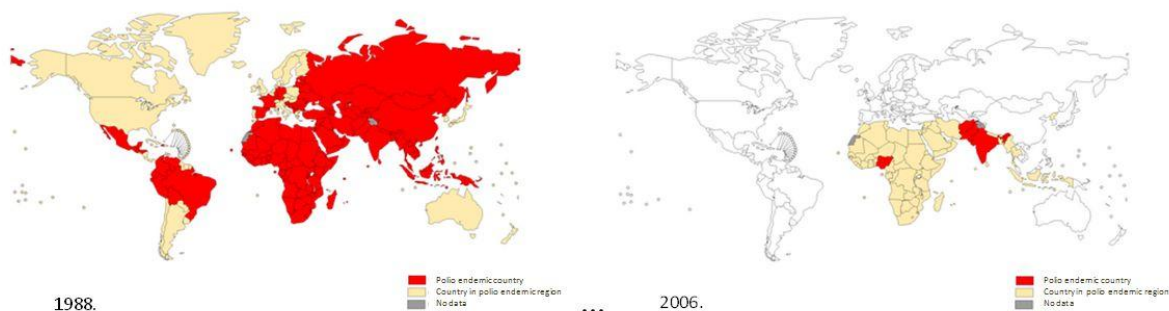 Polio endemic country
Country in polio endemic region
No data
1988.
...
Polio endemic country
Country in polio endemic region
No data
2006.